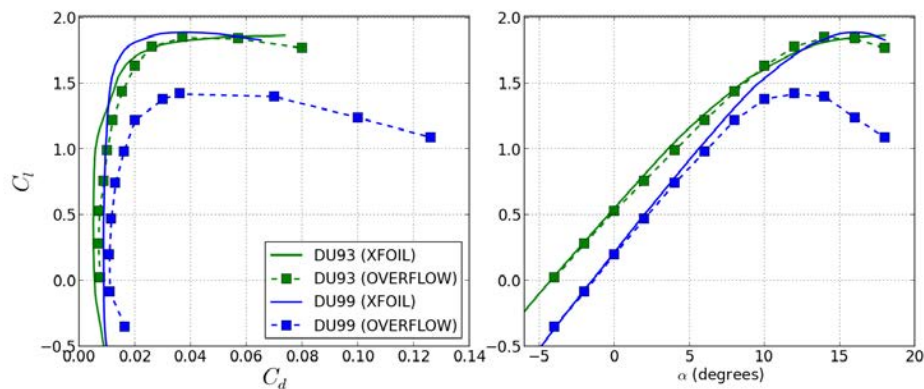 2.0
1.5
1.0
0.5
0.0
−0.5
C_l
0.00 0.02 0.04 0.06 0.08 0.10 0.12 0.14
C_d
DU93 (XFOIL)
DU93 (OVERFLOW)
DU99 (XFOIL)
DU99 (OVERFLOW)
2.0
1.5
1.0
0.5
0.0
−0.5
−5 0 5 10 15 20
α (degrees)